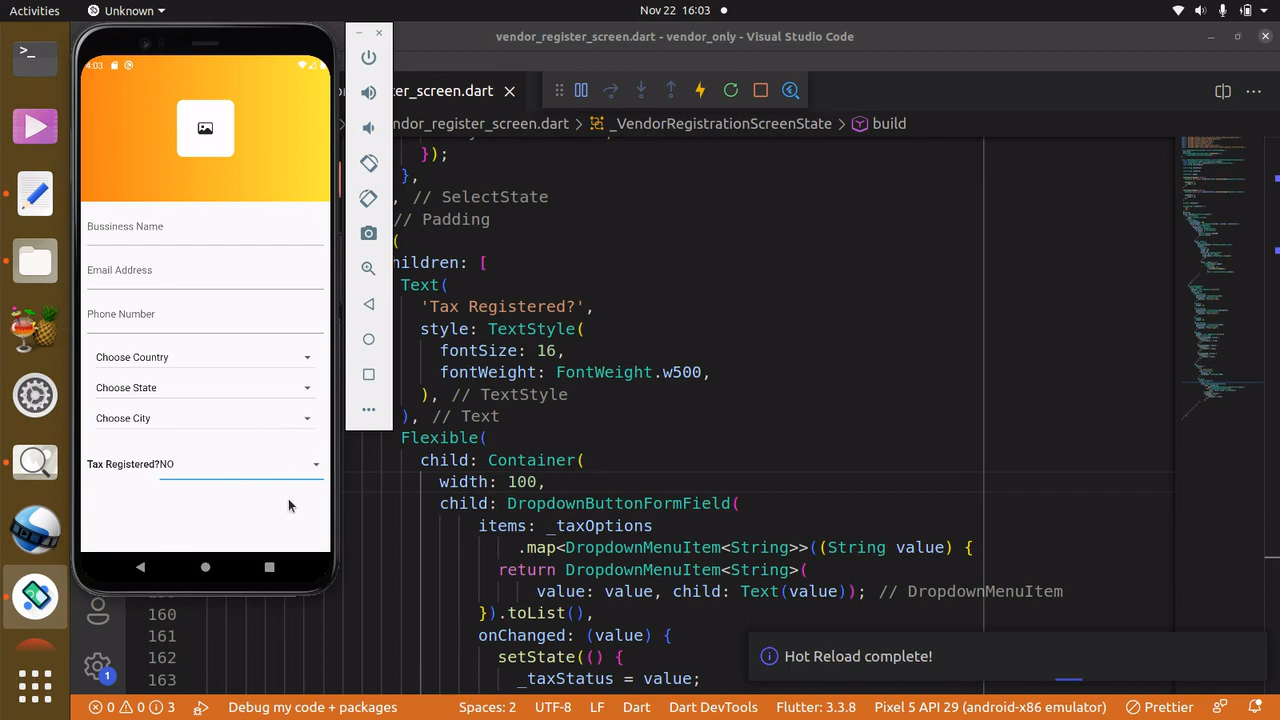 Activities
Unknown
Nov 22 16:03
vendor_register_screen.dart - vendor_only - Visual Studio Code
4:03
Bussiness Name
Email Address
Phone Number
Choose Country
Choose State
Choose City
Tax Registered?NO
er_screen.dart
ndor_register_screen.dart > _VendorRegistrationScreenState > build
});
},
, // SelectState
// Padding
(
hildren: [
Text(
'Tax Registered?',
style: TextStyle(
fontSize: 16,
fontWeight: FontWeight.w500,
), // TextStyle
), // Text
Flexible(
child: Container(
width: 100,
child: DropdownButtonFormField(
items: _taxOptions
.map<DropdownMenuItem<String>>((String value) {
return DropdownMenuItem<String>(
value: value, child: Text(value)); // DropdownMenuItem
160 }).toList(),
161 onChanged: (value) {
162 setState(() {
163 _taxStatus = value;
Hot Reload complete!
1
0 0 3 Debug my code + packages Spaces: 2 UTF-8 LF Dart Dart DevTools Flutter: 3.3.8 Pixel 5 API 29 (android-x86 emulator) Prettier